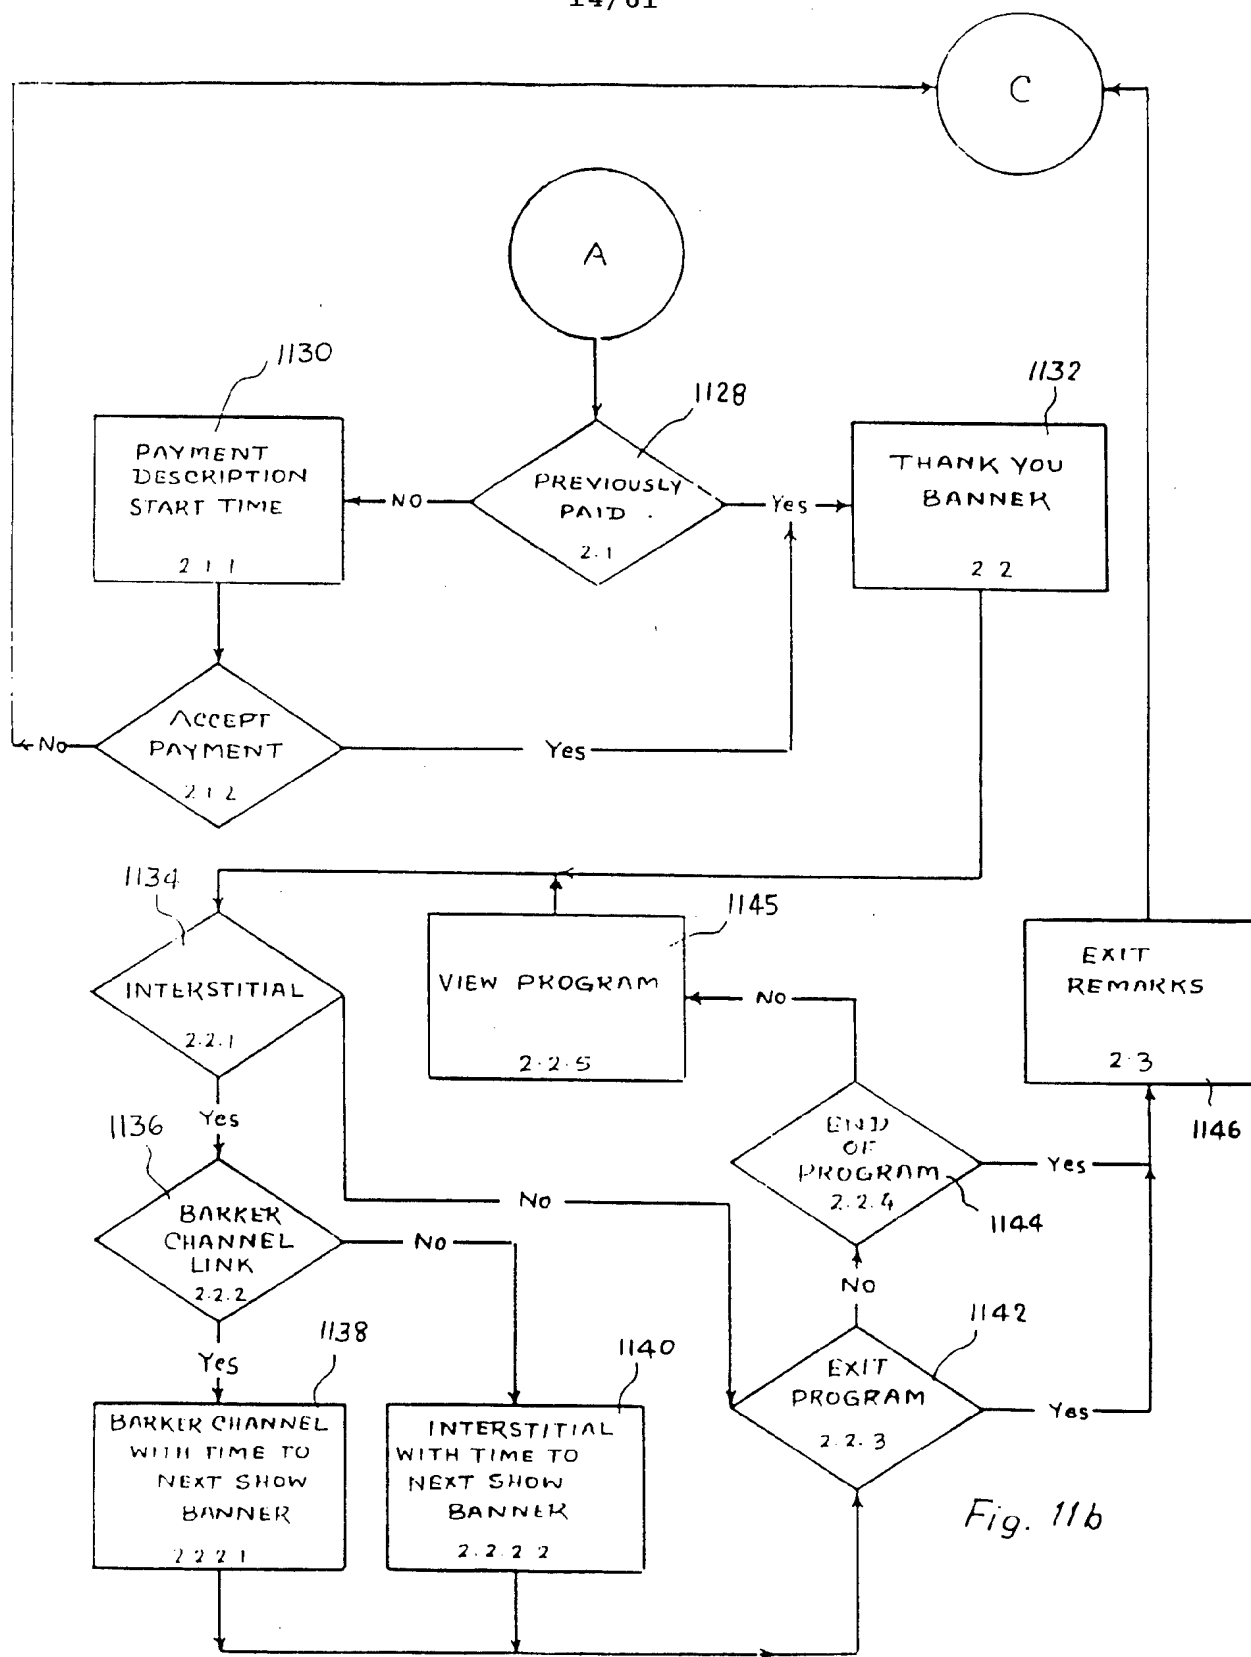 14/61
C
A
1130
1128
1132
PAYMENT
DESCRIPTION
START TIME
2 1 1
NO
PREVIOUSLY
PAID
2.1
Yes
THANK YOU
BANNER
2 2
ACCEPT
PAYMENT
2 1 2
No
Yes
1134
INTERSTITIAL
2.2.1
1145
VIEW PROGRAM
2.2.5
No
EXIT
REMARKS
2.3
1146
Yes
1136
BARKER
CHANNEL
LINK
2.2.2
No
No
END
OF
PROGRAM
2.2.4
Yes
1144
No
Yes
1138
BARKER CHANNEL
WITH TIME TO
NEXT SHOW
BANNER
2 2 2 1
1140
INTERSTITIAL
WITH TIME TO
NEXT SHOW
BANNER
2.2.2 2
1142
EXIT
PROGRAM
2.2.3
Yes
Fig. 11b